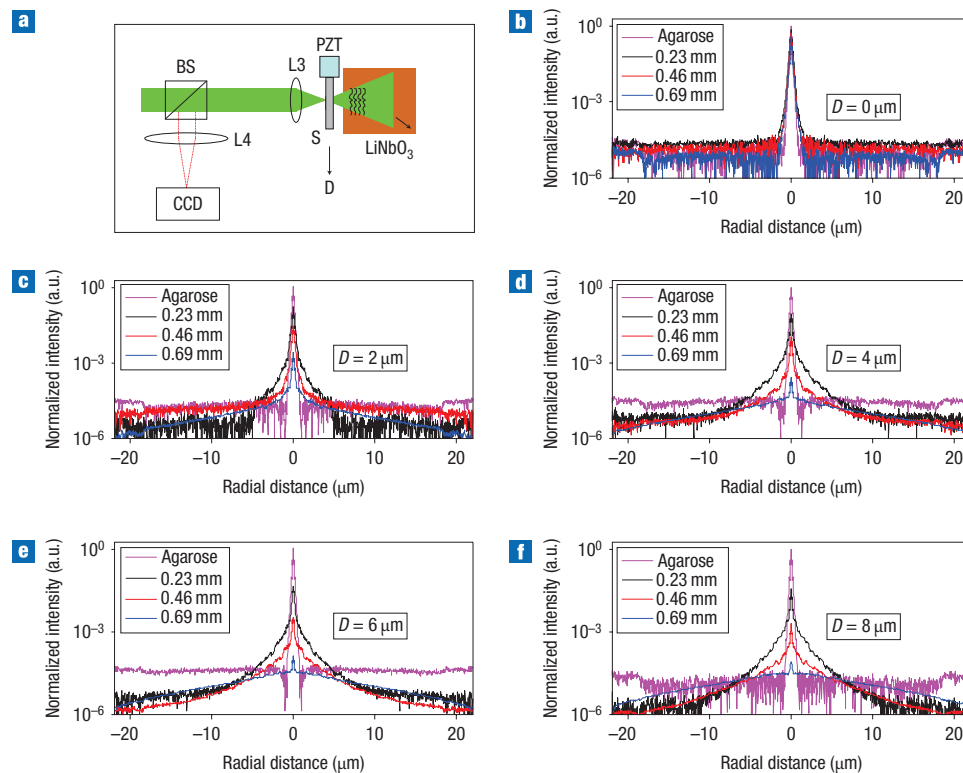 a
BS
L3
PZT
S
L4
D
LiNbO3
CCD
b
Normalized intensity (a.u.)
10^0
10^–3
10^–6
Agarose
0.23 mm
0.46 mm
0.69 mm
D = 0 μm
–20 –10 0 10 20
Radial distance (μm)
c
Normalized intensity (a.u.)
10^0
10^–3
10^–6
Agarose
0.23 mm
0.46 mm
0.69 mm
D = 2 μm
–20 –10 0 10 20
Radial distance (μm)
d
Normalized intensity (a.u.)
10^0
10^–3
10^–6
Agarose
0.23 mm
0.46 mm
0.69 mm
D = 4 μm
–20 –10 0 10 20
Radial distance (μm)
e
Normalized intensity (a.u.)
10^0
10^–3
10^–6
Agarose
0.23 mm
0.46 mm
0.69 mm
D = 6 μm
–20 –10 0 10 20
Radial distance (μm)
f
Normalized intensity (a.u.)
10^0
10^–3
10^–6
Agarose
0.23 mm
0.46 mm
0.69 mm
D = 8 μm
–20 –10 0 10 20
Radial distance (μm)